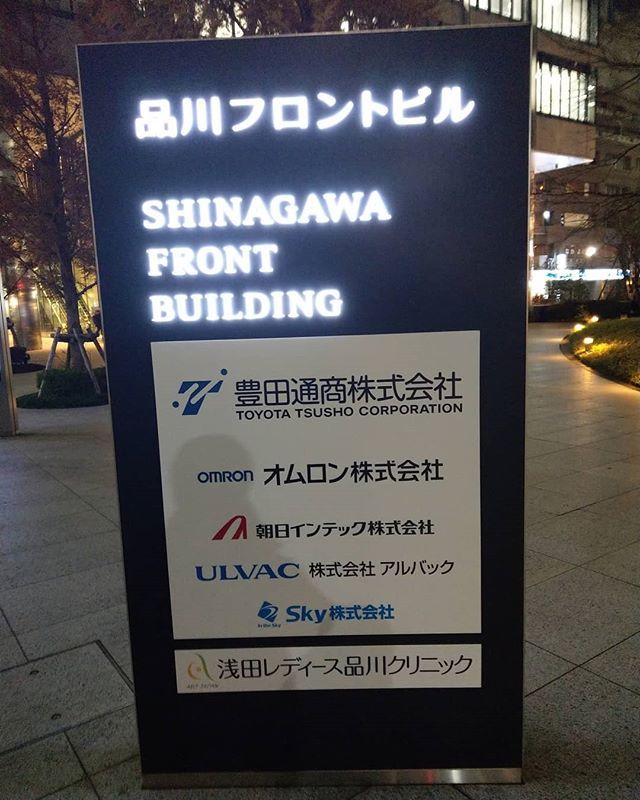 品川フロントビル
SHINAGAWA
FRONT
BUILDING
豊田通商株式会社
TOYOTA TSUSHO CORPORATION
OMRON オムロン株式会社
朝日インテック株式会社
ULVAC 株式会社 アルバック
In the Sky Sky株式会社
浅田レディース品川クリニック